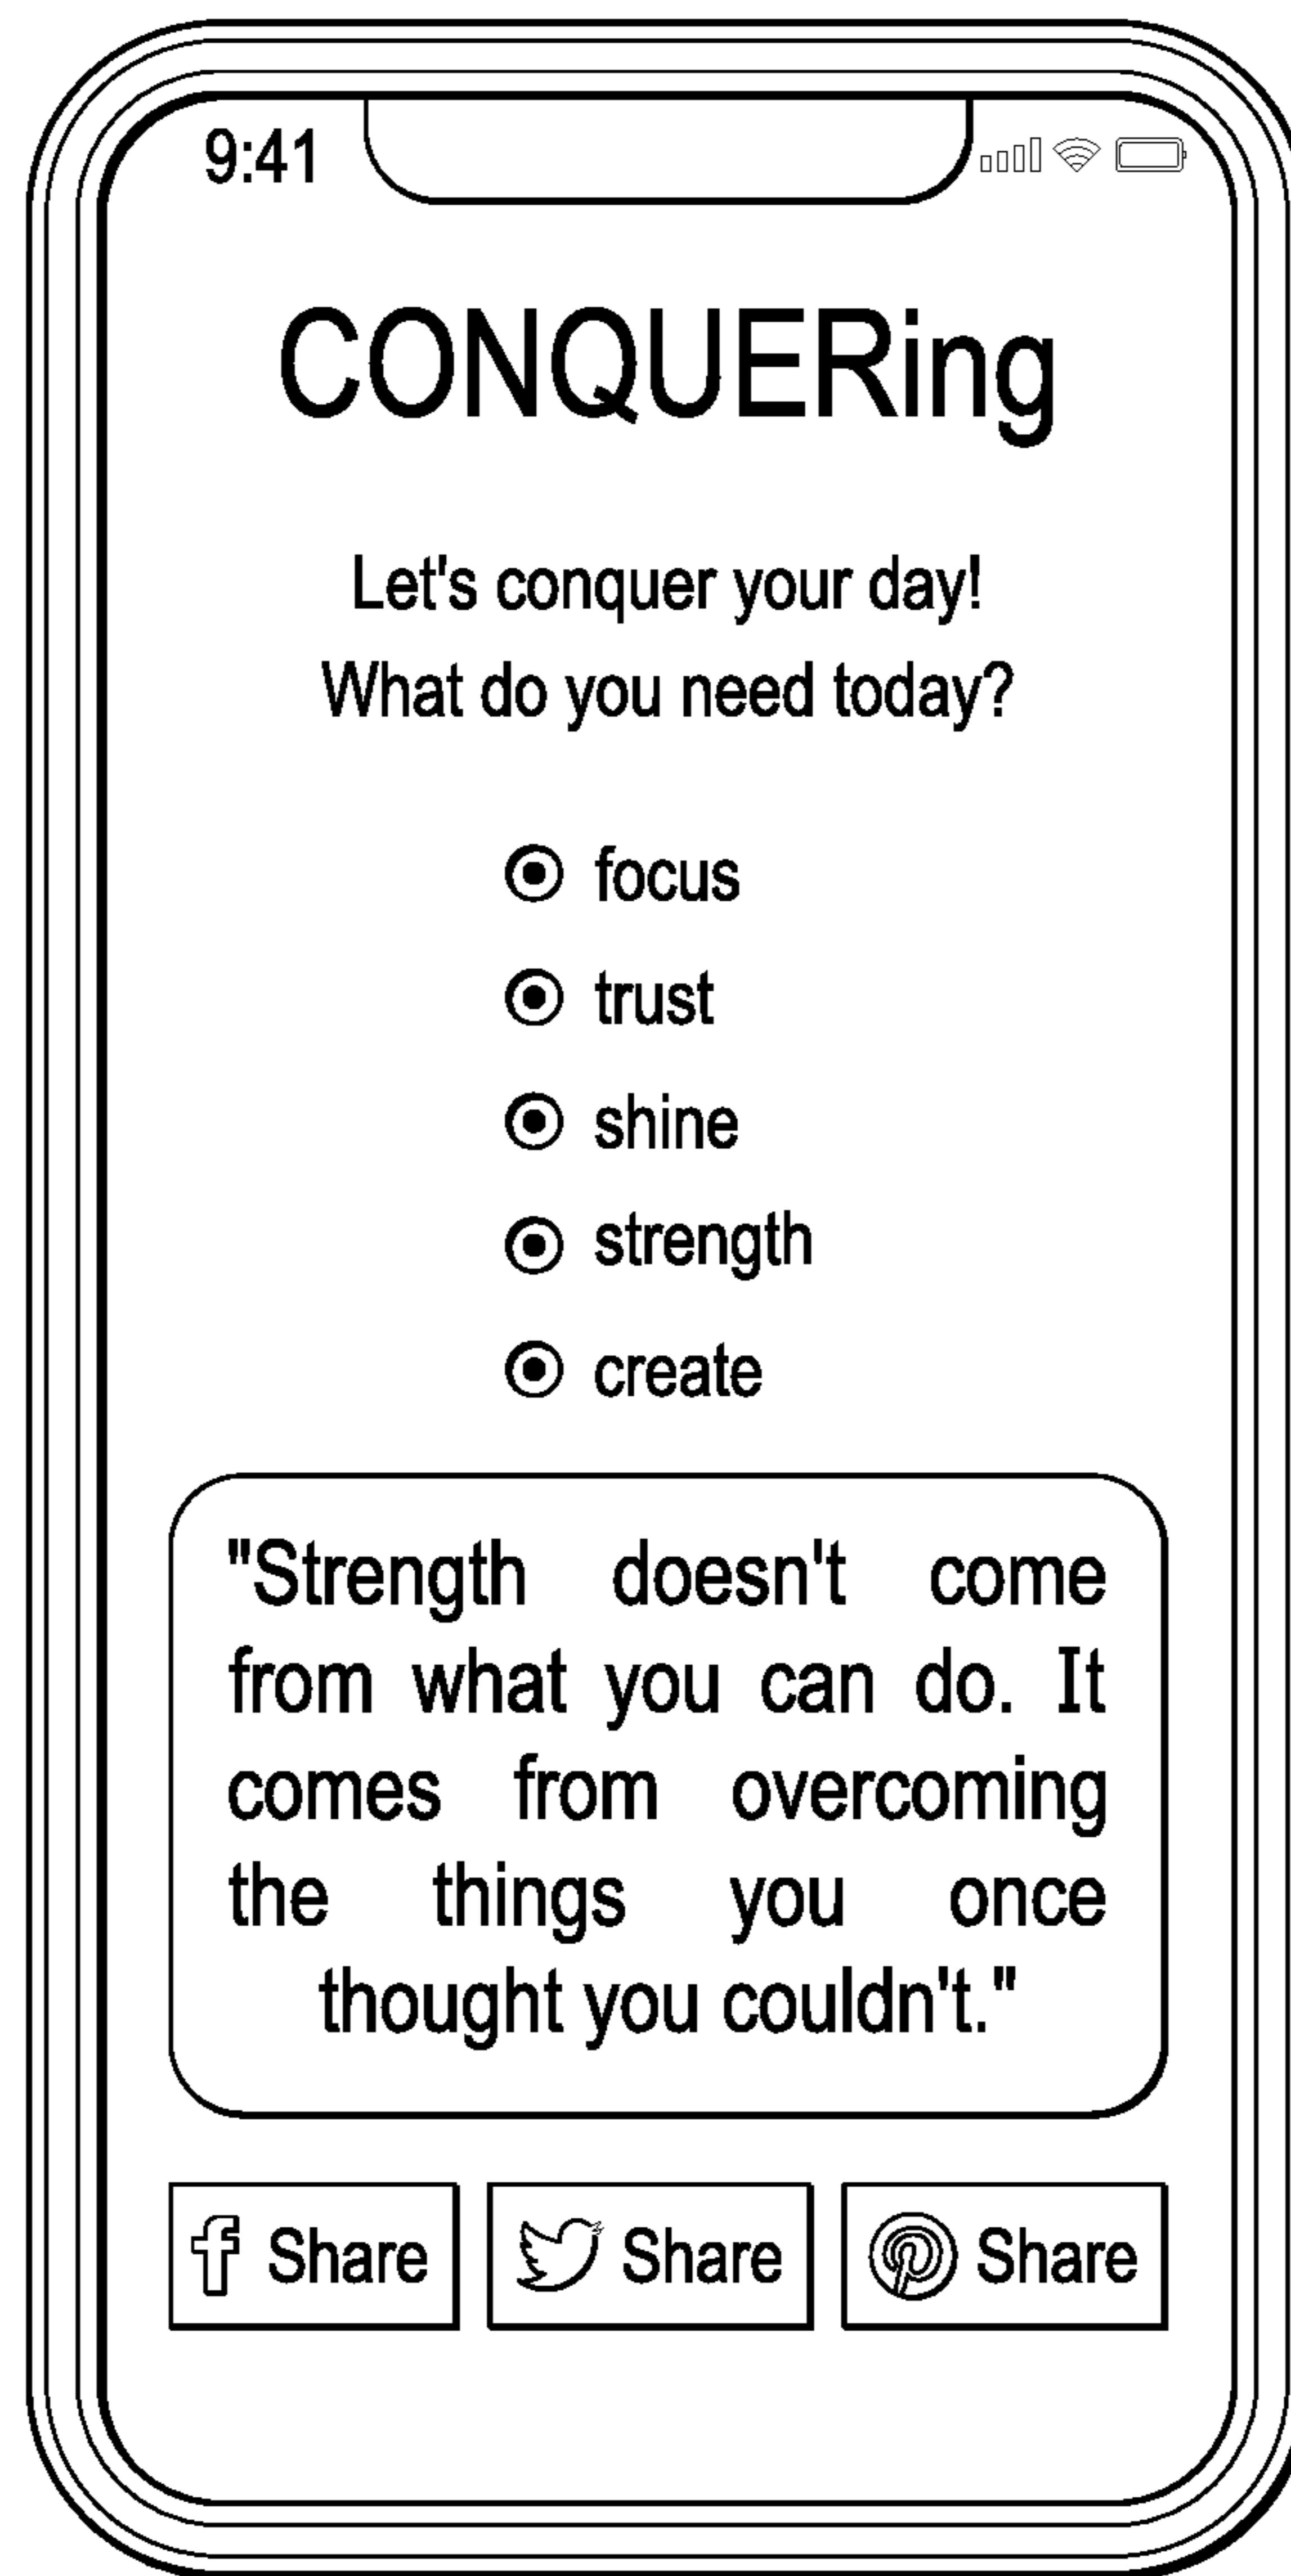 9:41
CONQUERing
Let's conquer your day!
What do you need today?
focus
trust
shine
strength
create
"Strength doesn't come
from what you can do. It
comes from overcoming
the things you once
thought you couldn't."
Share Share Share